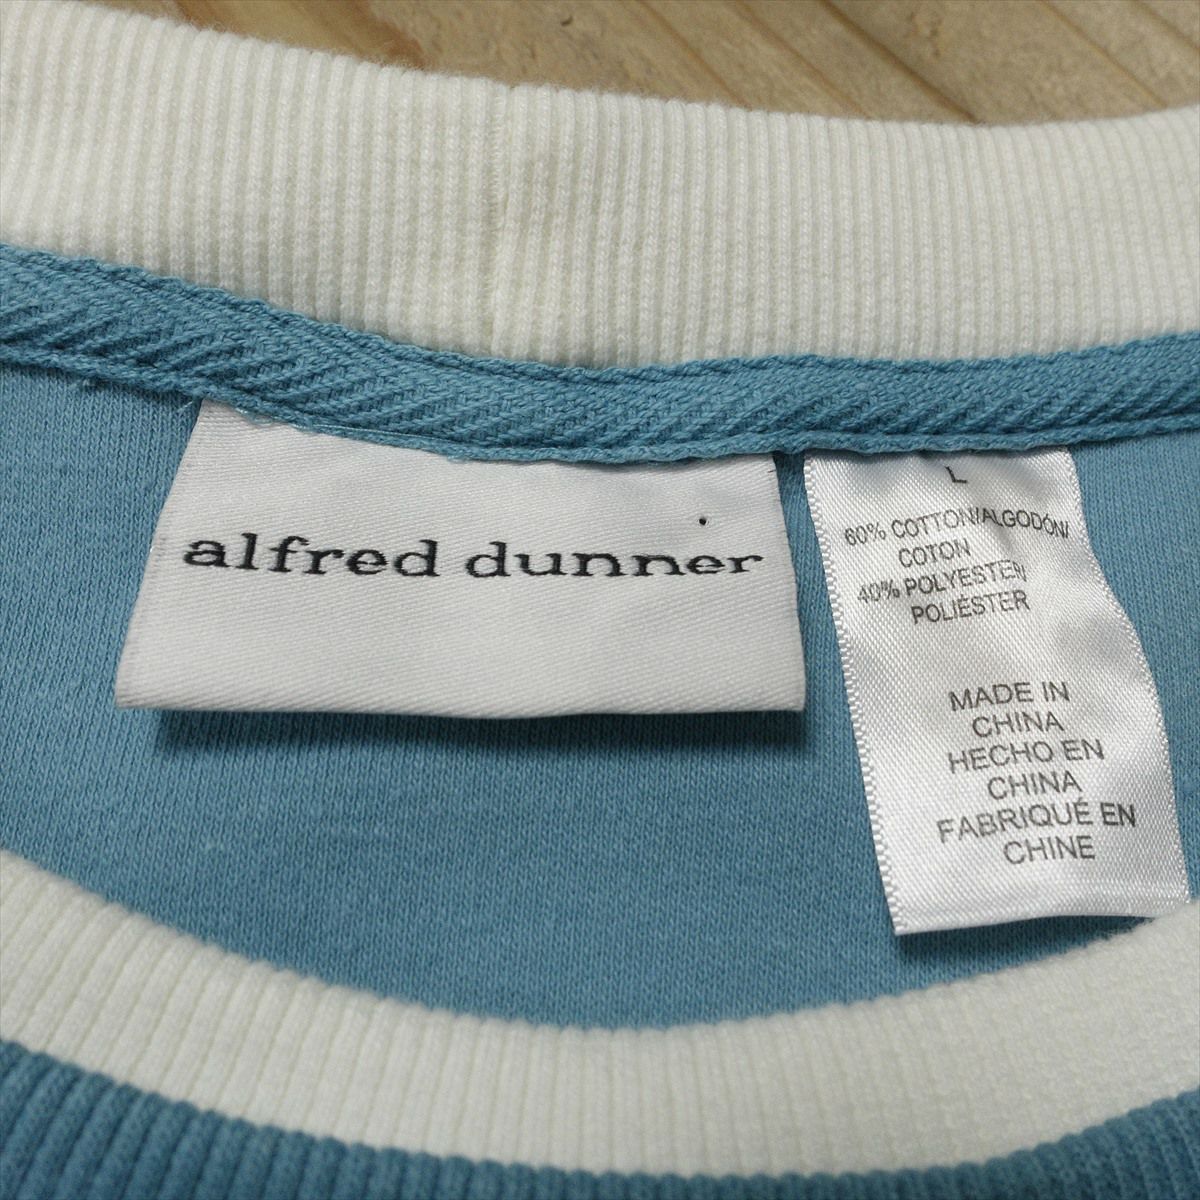 alfred dunner
L
60% COTTON/ALGODÓN/
COTON
40% POLYESTER/
POLIÉSTER
MADE IN
CHINA
HECHO EN
CHINA
FABRIQUÉ EN
CHINE